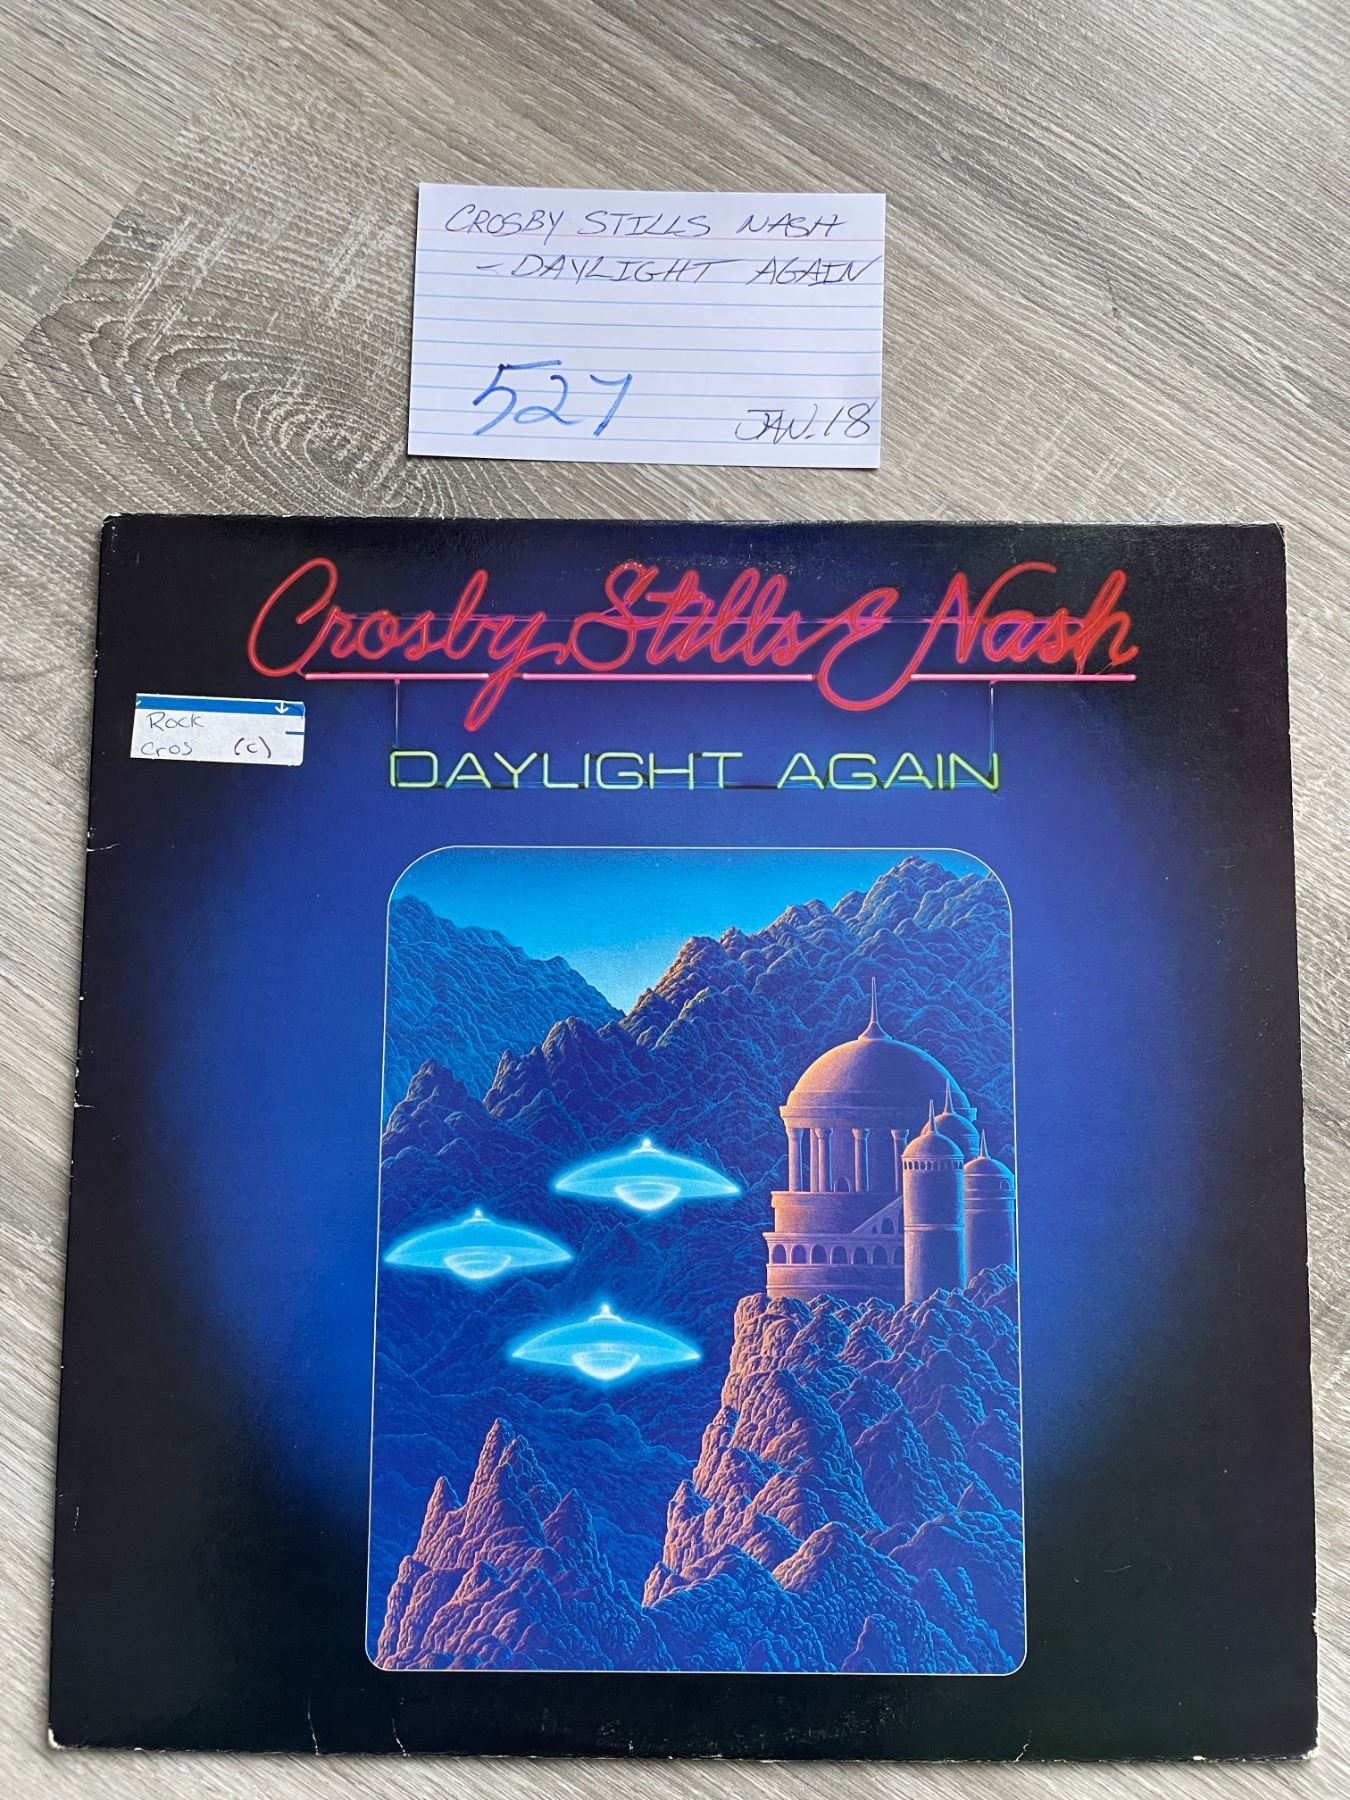 CROSBY STILLS NASH
- DAYLIGHT AGAIN
527
JAN. 18
Crosby, Stills & Nash
Rock
Cros (c)
DAYLIGHT AGAIN